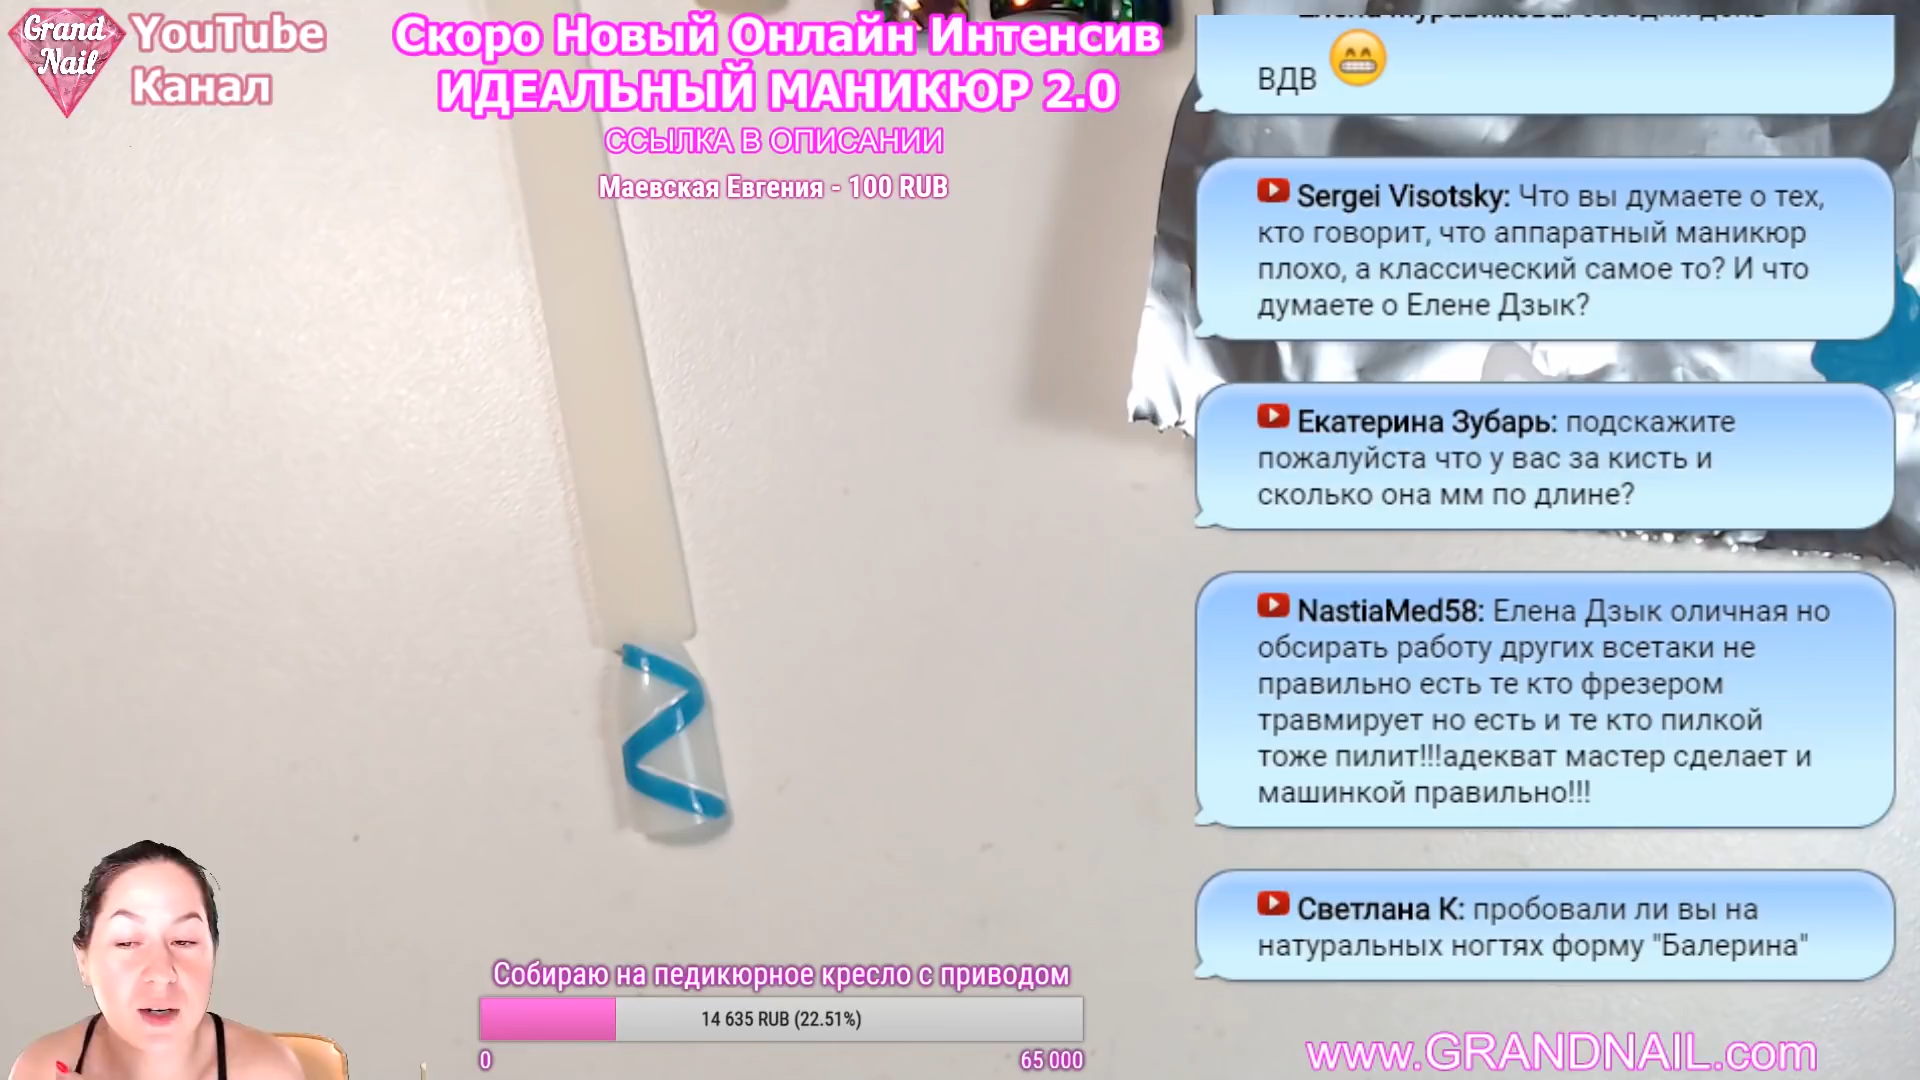 Grand
Nail
YouTube
Канал
Скоро Новый Онлайн Интенсив
ИДЕАЛЬНЫЙ МАНИКЮР 2.0
ССЫЛКА В ОПИСАНИИ
Маевская Евгения - 100 RUB
сегодня день
ВДВ 😁
Sergei Visotsky: Что вы думаете о тех,
кто говорит, что аппаратный маникюр
плохо, а классический самое то? И что
думаете о Елене Дзык?
Екатерина Зубарь: подскажите
пожалуйста что у вас за кисть и
сколько она мм по длине?
NastiaMed58: Елена Дзык оличная но
обсирать работу других всетаки не
правильно есть те кто фрезером
травмирует но есть и те кто пилкой
тоже пилит!!!адекват мастер сделает и
машинкой правильно!!!
Светлана К: пробовали ли вы на
натуральных ногтях форму "Балерина"
Собираю на педикюрное кресло с приводом
14 635 RUB (22.51%)
0
65 000
www.GRANDNAIL.com